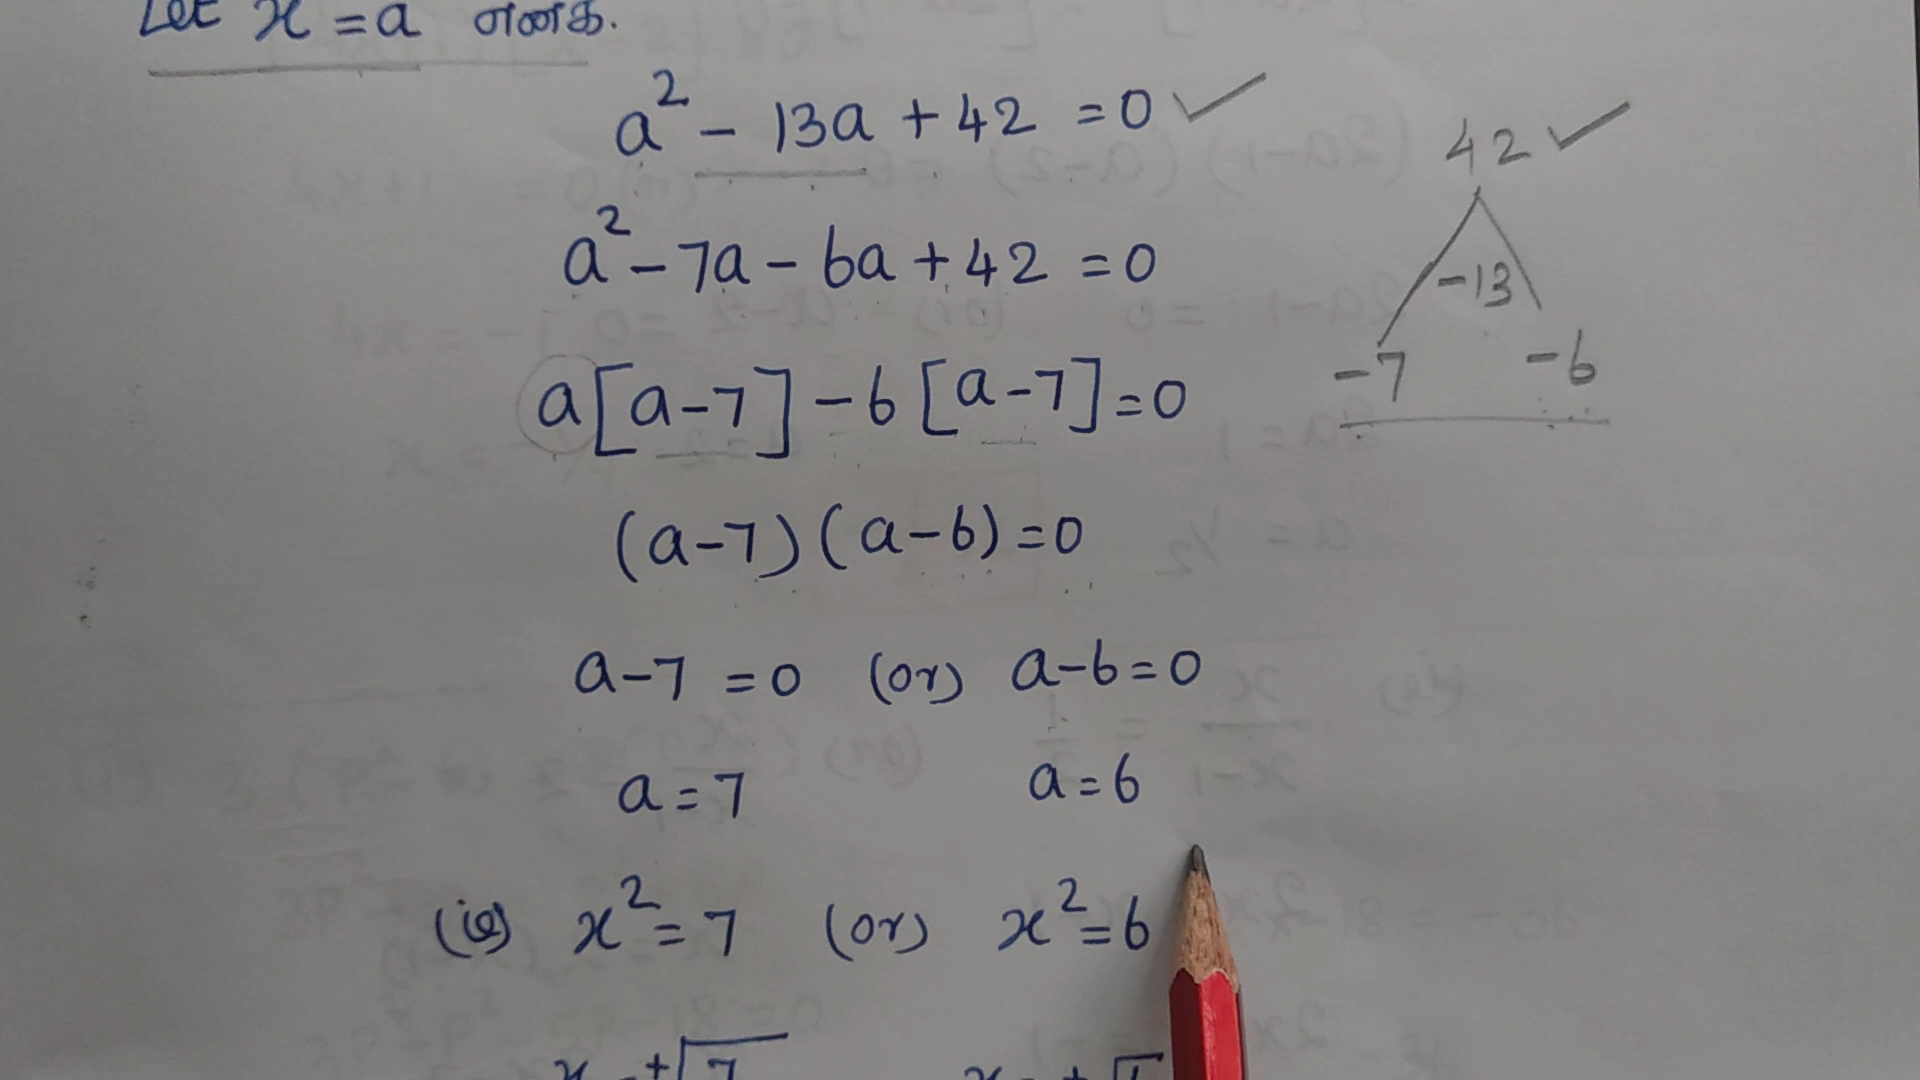 Let x = a எனக.
a² - 13a + 42 = 0 ✓
42 ✓
a² - 7a - 6a + 42 = 0
-13
-7 -6
a[a-7] - 6[a-7] = 0
(a-7)(a-6) = 0
a-7 = 0 (or) a-6 = 0
a = 7 a = 6
(ie) x² = 7 (or) x² = 6